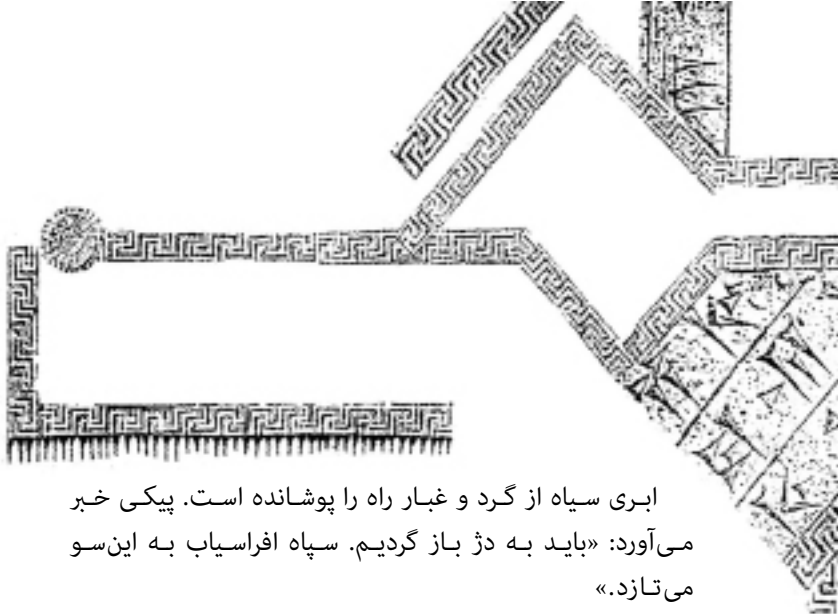 ابری سیاه از گرد و غبار راه را پوشانده است. پیکی خبر
می‌آورد: «باید به دژ باز گردیم. سپاه افراسیاب به این‌سو
می‌تازد.»